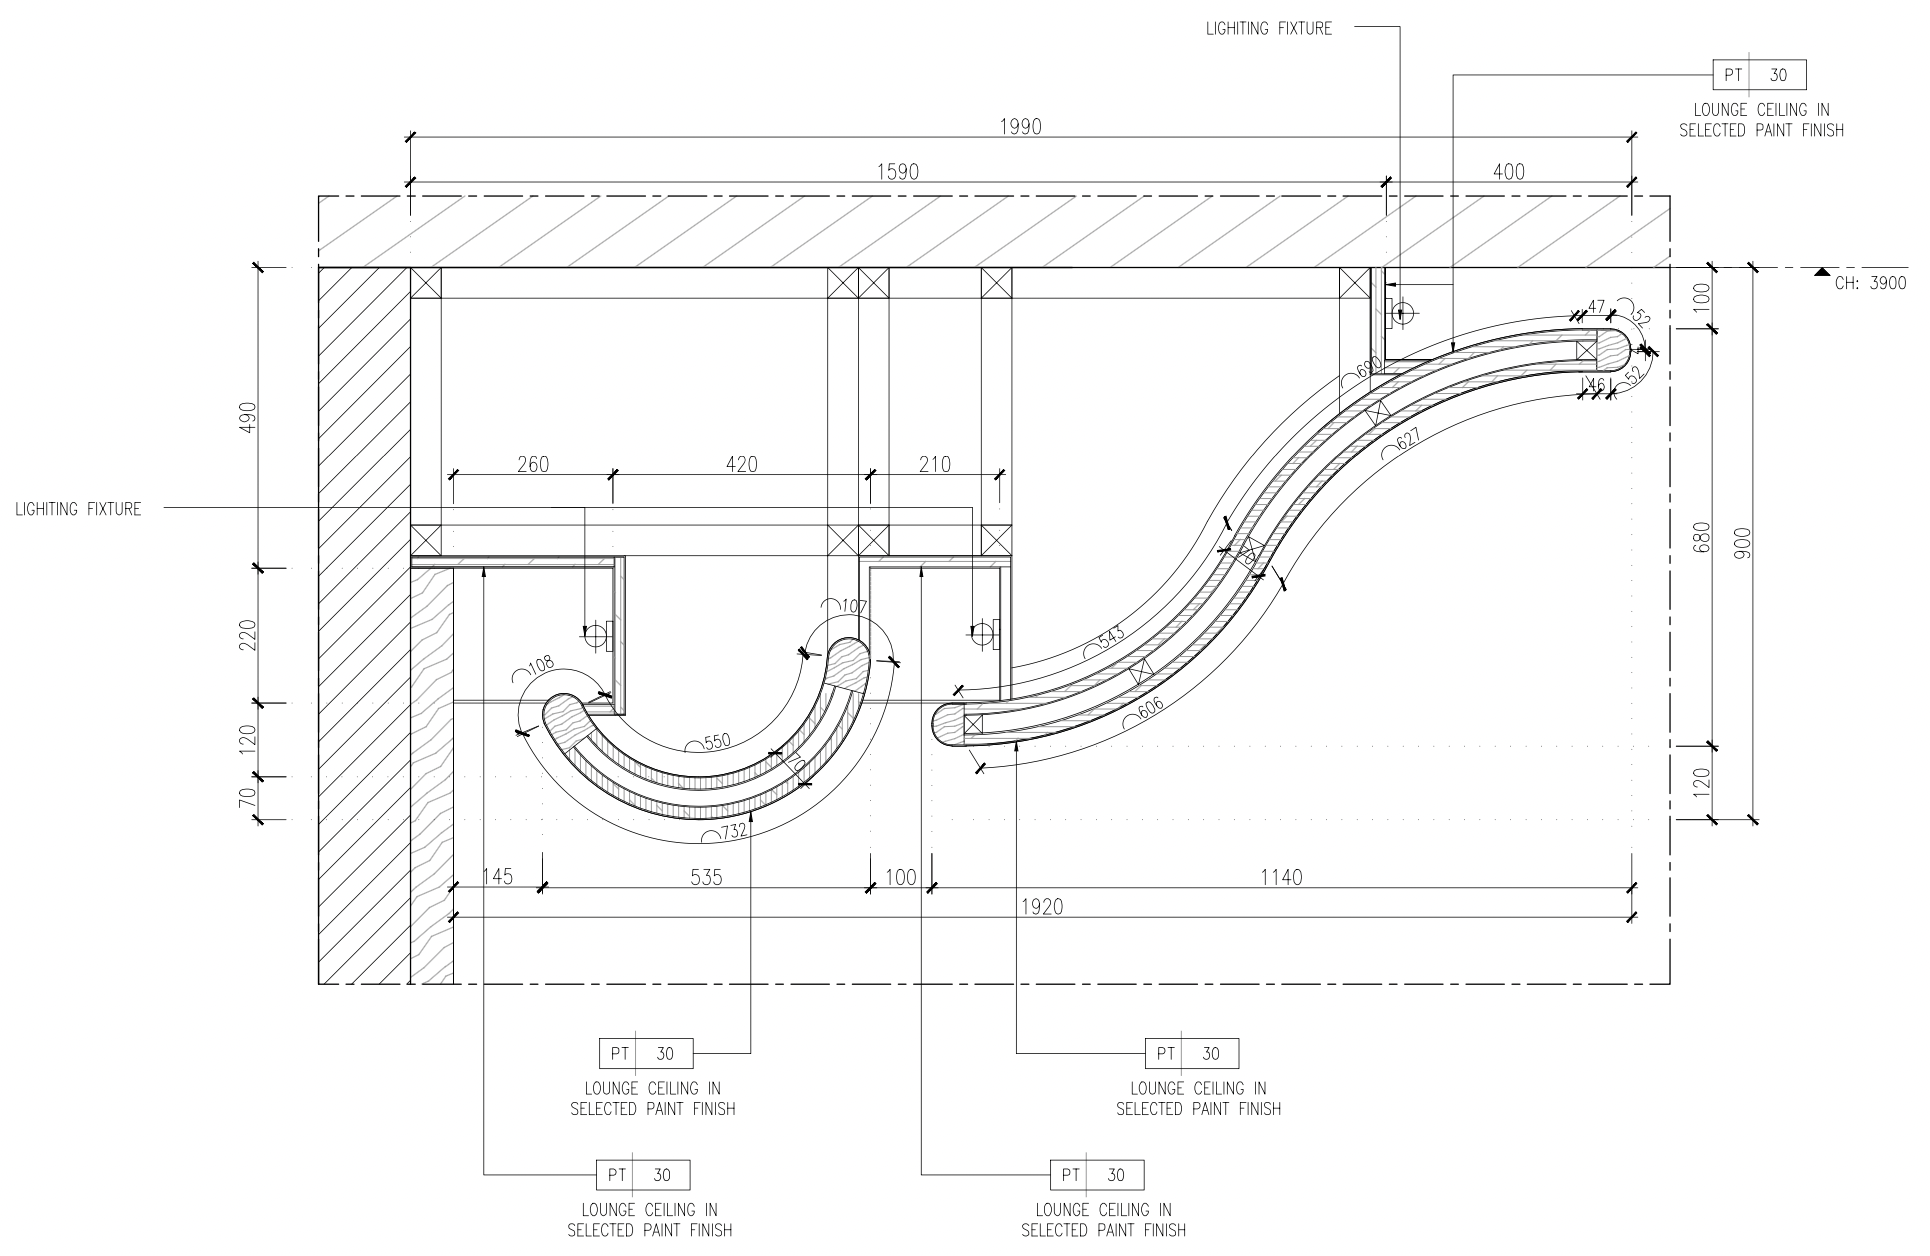 LIGHITING FIXTURE
PT 30
LOUNGE CEILING IN
SELECTED PAINT FINISH
1990
1590
400
CH: 3900
100
47
52
690
46
52
490
627
260
420
210
LIGHITING FIXTURE
680
900
70
220
107
543
108
606
550
120
70
70
732
120
145
535
100
1140
1920
PT 30
LOUNGE CEILING IN
SELECTED PAINT FINISH
PT 30
LOUNGE CEILING IN
SELECTED PAINT FINISH
PT 30
LOUNGE CEILING IN
SELECTED PAINT FINISH
PT 30
LOUNGE CEILING IN
SELECTED PAINT FINISH